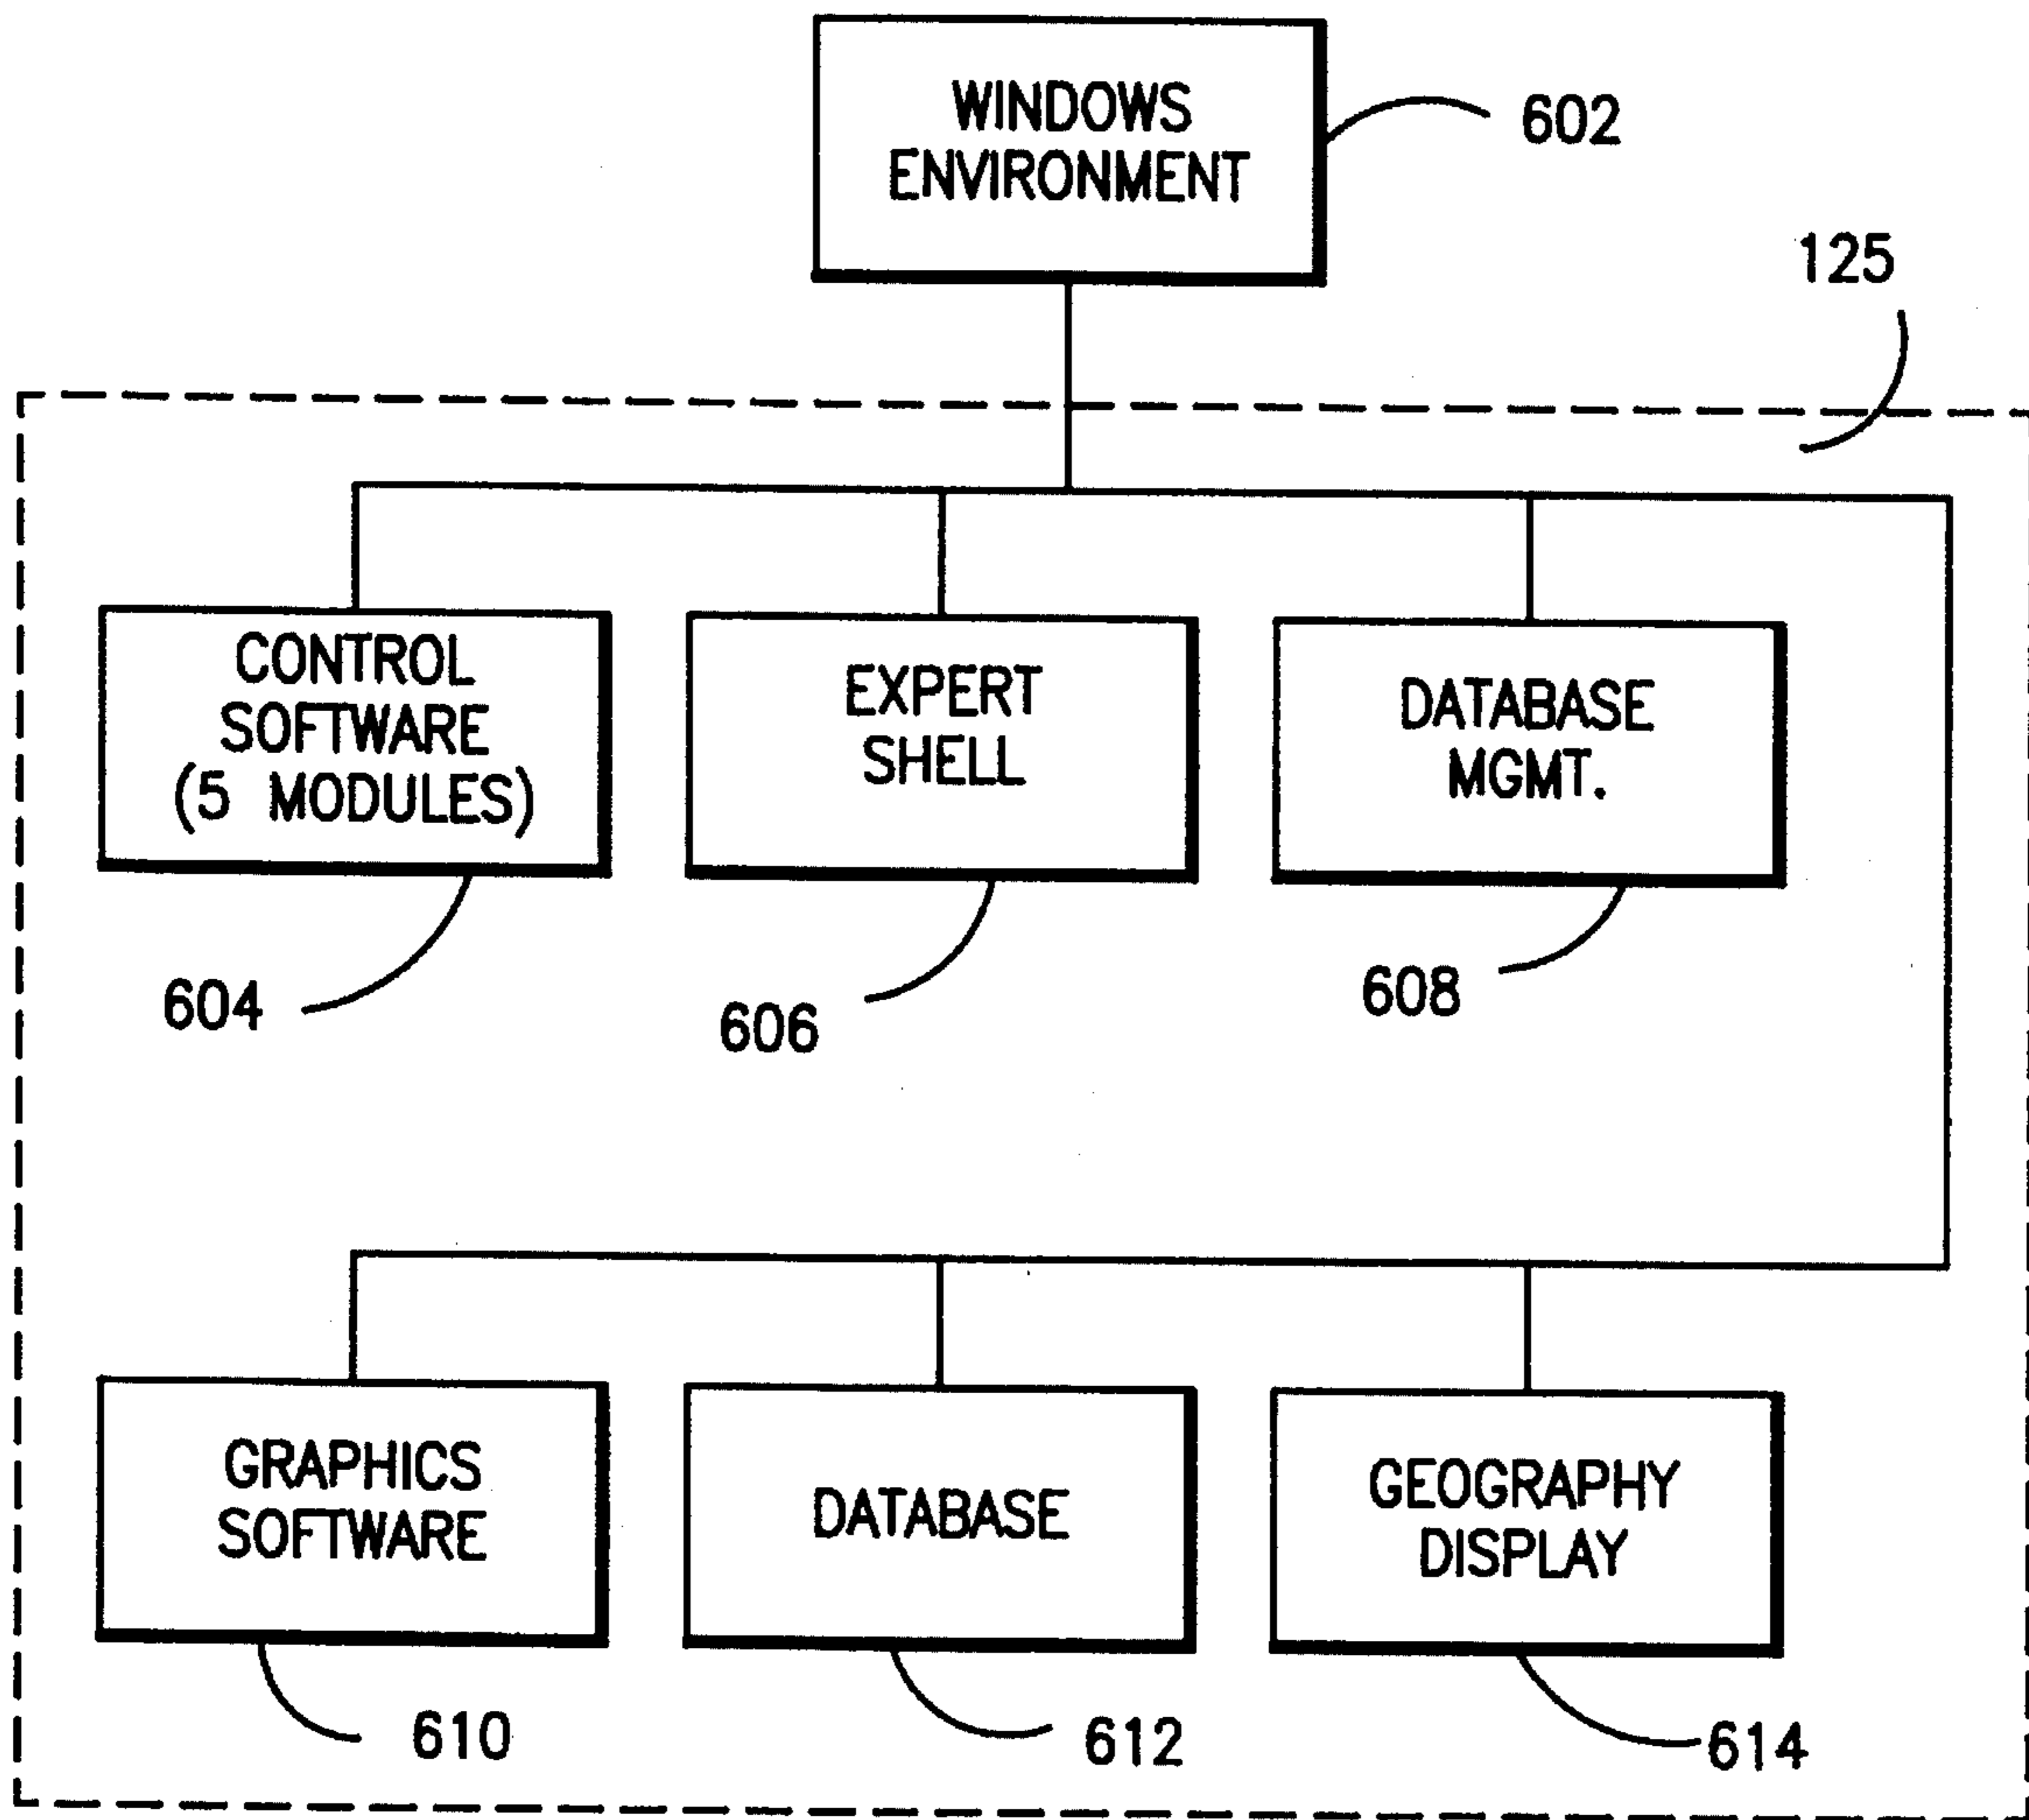 WINDOWS
ENVIRONMENT
602
125
CONTROL
SOFTWARE
(5 MODULES)
EXPERT
SHELL
DATABASE
MGMT.
604
606
608
GRAPHICS
SOFTWARE
DATABASE
GEOGRAPHY
DISPLAY
610
612
614